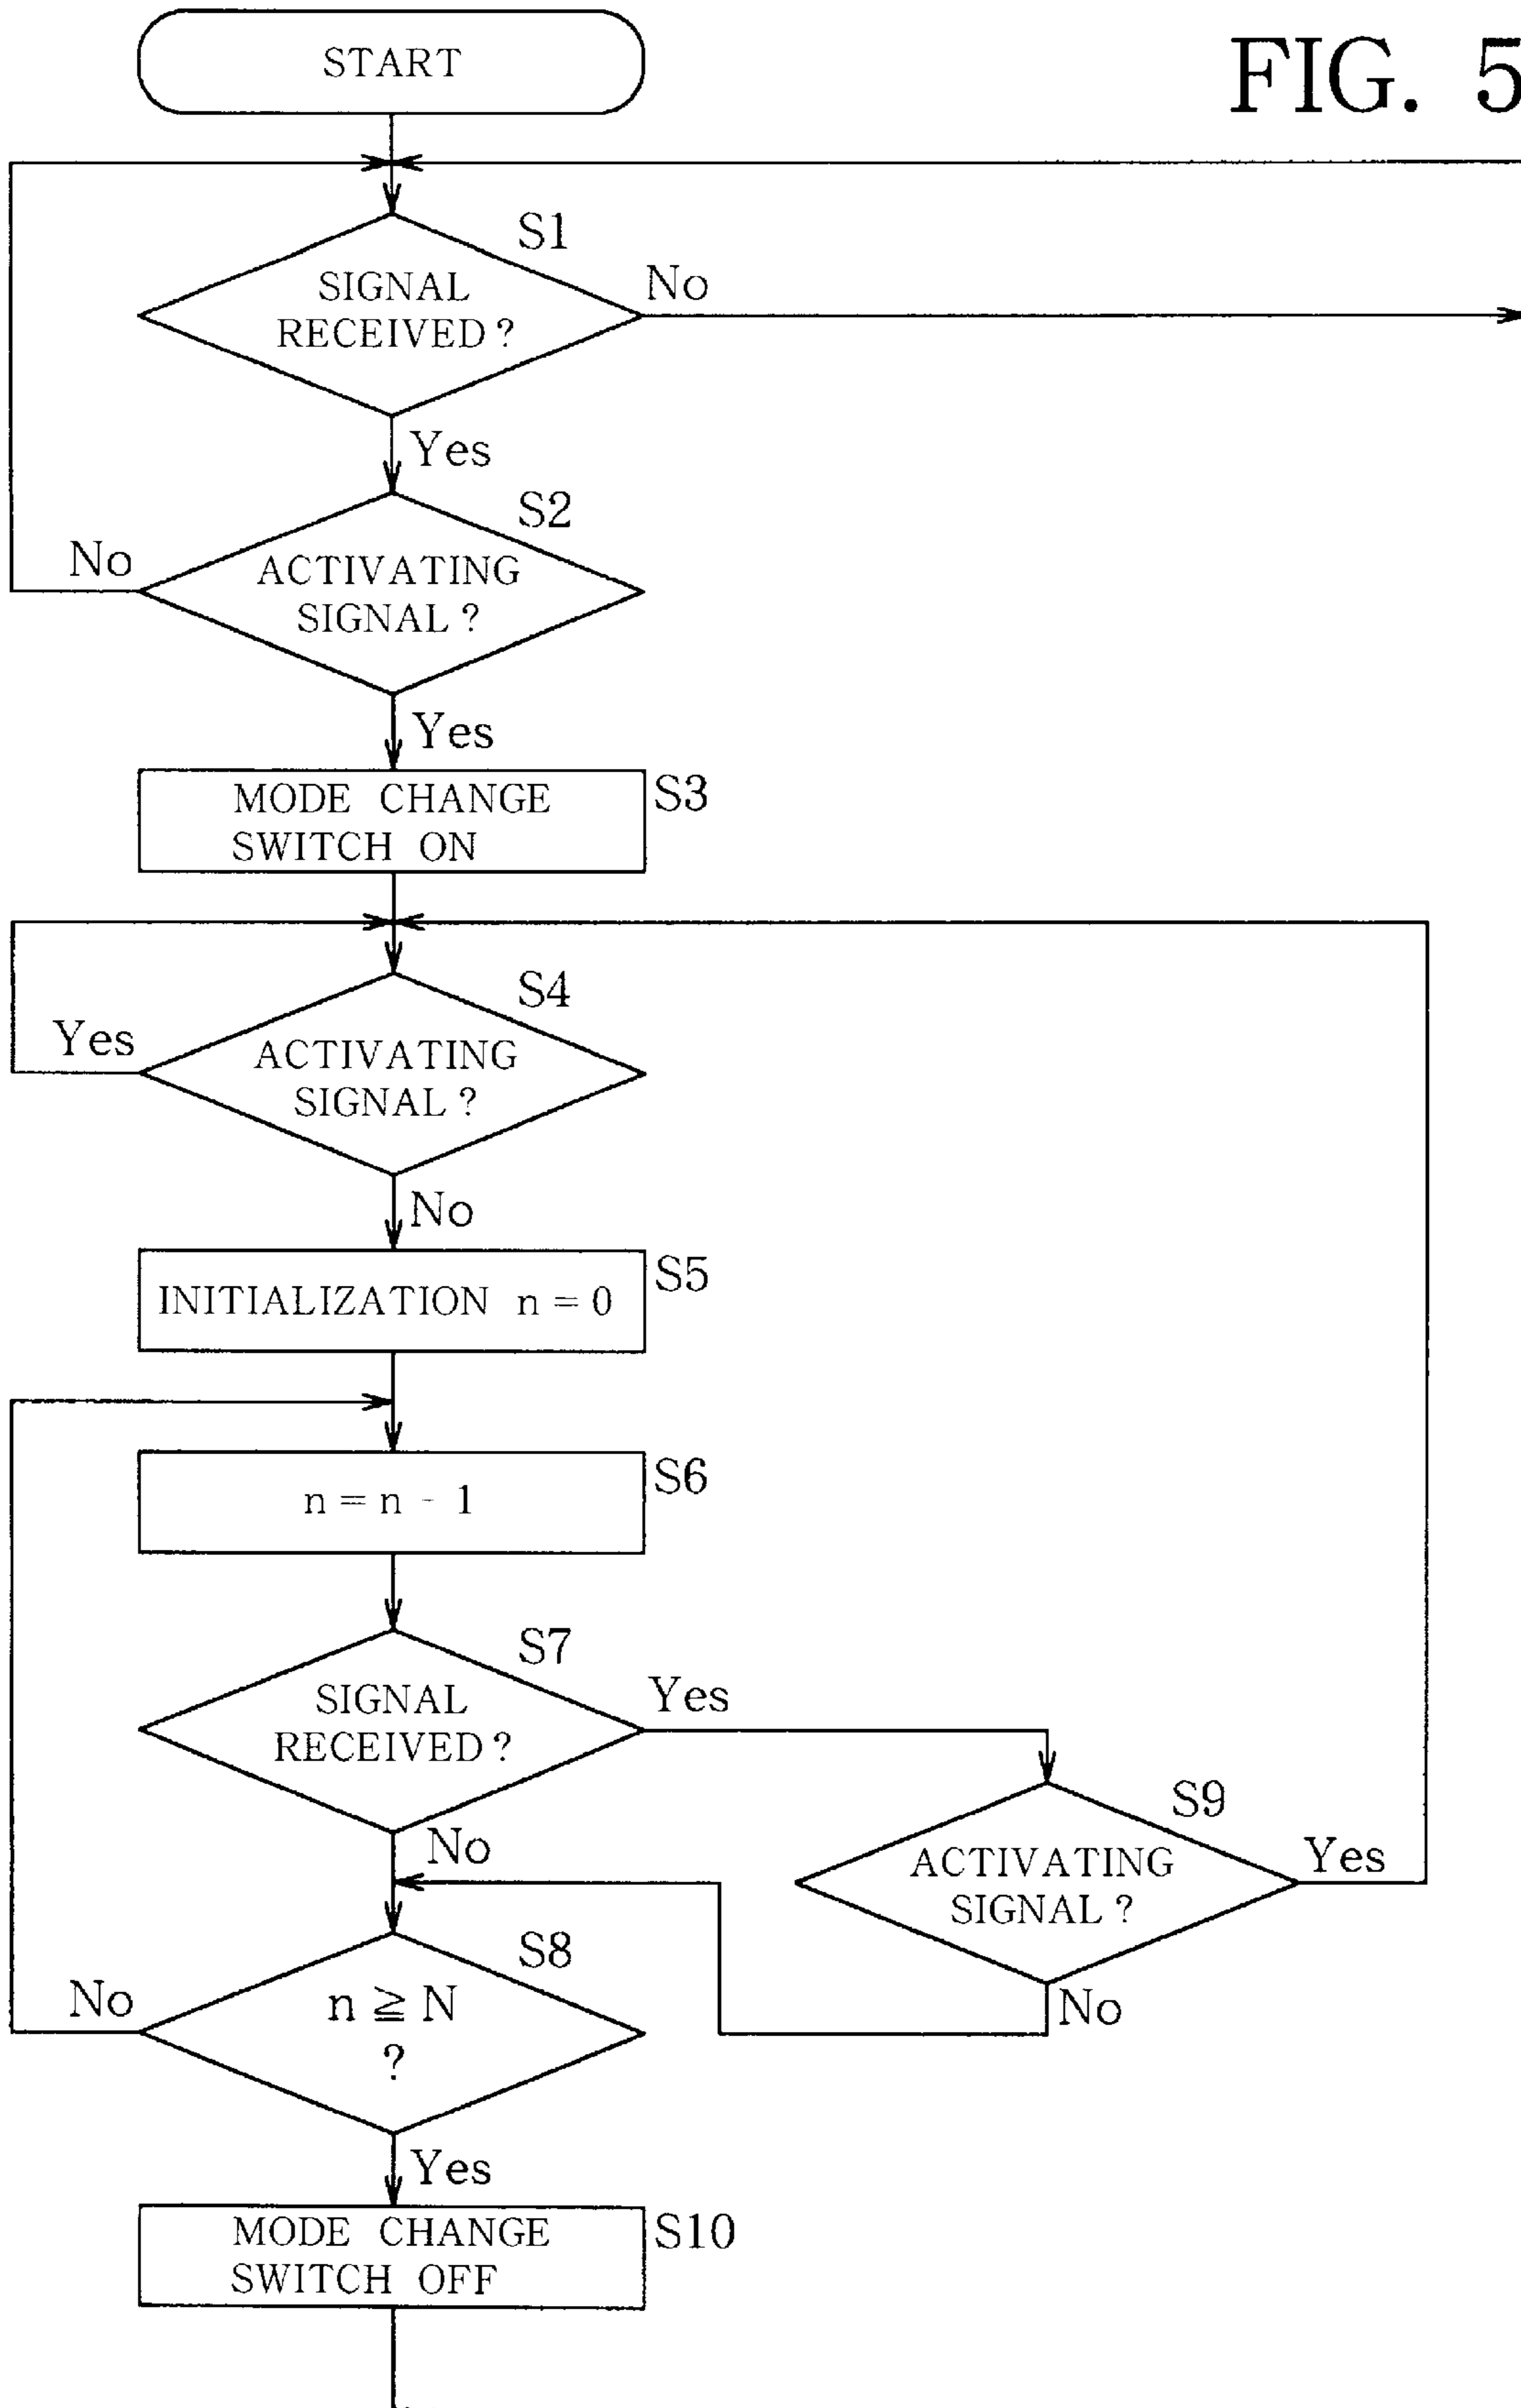 FIG. 5
START
S1
SIGNAL
RECEIVED ?
No
Yes
S2
ACTIVATING
SIGNAL ?
No
Yes
S3
MODE CHANGE
SWITCH ON
S4
ACTIVATING
SIGNAL ?
Yes
No
S5
INITIALIZATION n = 0
S6
n = n - 1
S7
SIGNAL
RECEIVED ?
Yes
No
S9
ACTIVATING
SIGNAL ?
Yes
No
S8
n ≧ N
?
No
Yes
S10
MODE CHANGE
SWITCH OFF